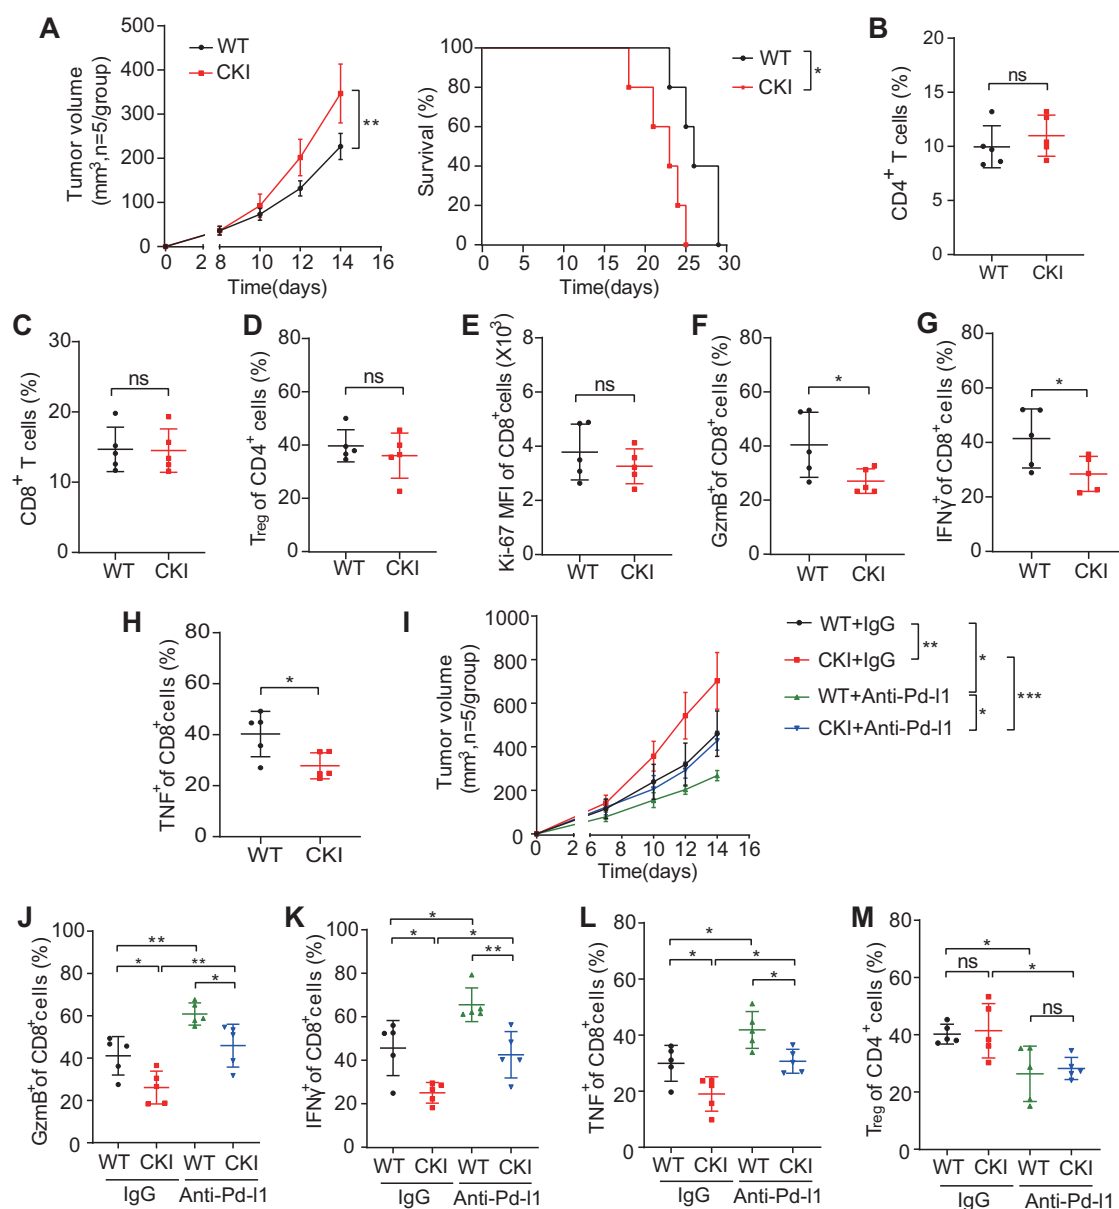 A
Tumor volume
(mm³,n=5/group)
500
400
300
200
100
0
0 2 8 10 12 14 16
Time(days)
WT
CKI
**
Survival (%)
100
80
60
40
20
0
0 5 10 15 20 25 30
Time(days)
WT
CKI
*
B
CD4⁺ T cells (%)
20
15
10
5
0
ns
WT CKI
C
CD8⁺ T cells (%)
30
20
10
0
ns
WT CKI
D
Treg of CD4⁺ cells (%)
80
60
40
20
0
ns
WT CKI
E
Ki-67 MFI of CD8⁺cells (X10³)
8
6
4
2
0
ns
WT CKI
F
GzmB⁺of CD8⁺cells (%)
80
60
40
20
0
*
WT CKI
G
IFNγ⁺of CD8⁺cells (%)
80
60
40
20
0
*
WT CKI
H
TNF⁺of CD8⁺cells (%)
80
60
40
20
0
*
WT CKI
I
Tumor volume
(mm³,n=5/group)
1000
800
600
400
200
0
0 2 6 8 10 12 14 16
Time(days)
WT+IgG
CKI+IgG
WT+Anti-Pd-l1
CKI+Anti-Pd-l1
**
*
*
***
J
GzmB⁺of CD8⁺cells (%)
100
80
60
40
20
0
**
* **
*
WT CKI WT CKI
IgG Anti-Pd-l1
K
IFNγ⁺of CD8⁺cells (%)
100
80
60
40
20
0
*
* *
**
WT CKI WT CKI
IgG Anti-Pd-l1
L
TNF⁺of CD8⁺cells (%)
80
60
40
20
0
*
* *
*
WT CKI WT CKI
IgG Anti-Pd-l1
M
Treg of CD4⁺cells (%)
80
60
40
20
0
*
ns *
ns
WT CKI WT CKI
IgG Anti-Pd-l1